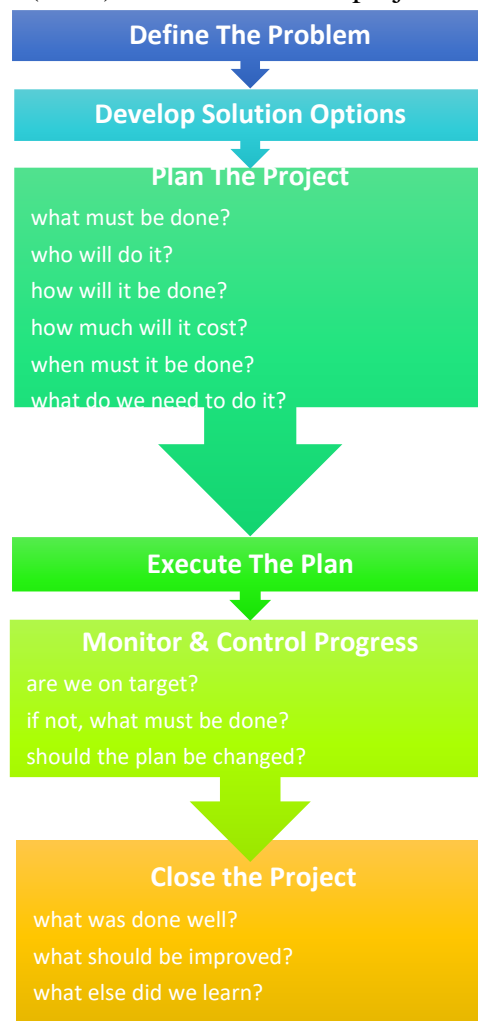 Define The Problem
Develop Solution Options
Plan The Project
what must be done?
who will do it?
how will it be done?
how much will it cost?
when must it be done?
what do we need to do it?
Execute The Plan
Monitor & Control Progress
are we on target?
if not, what must be done?
should the plan be changed?
Close the Project
what was done well?
what should be improved?
what else did we learn?